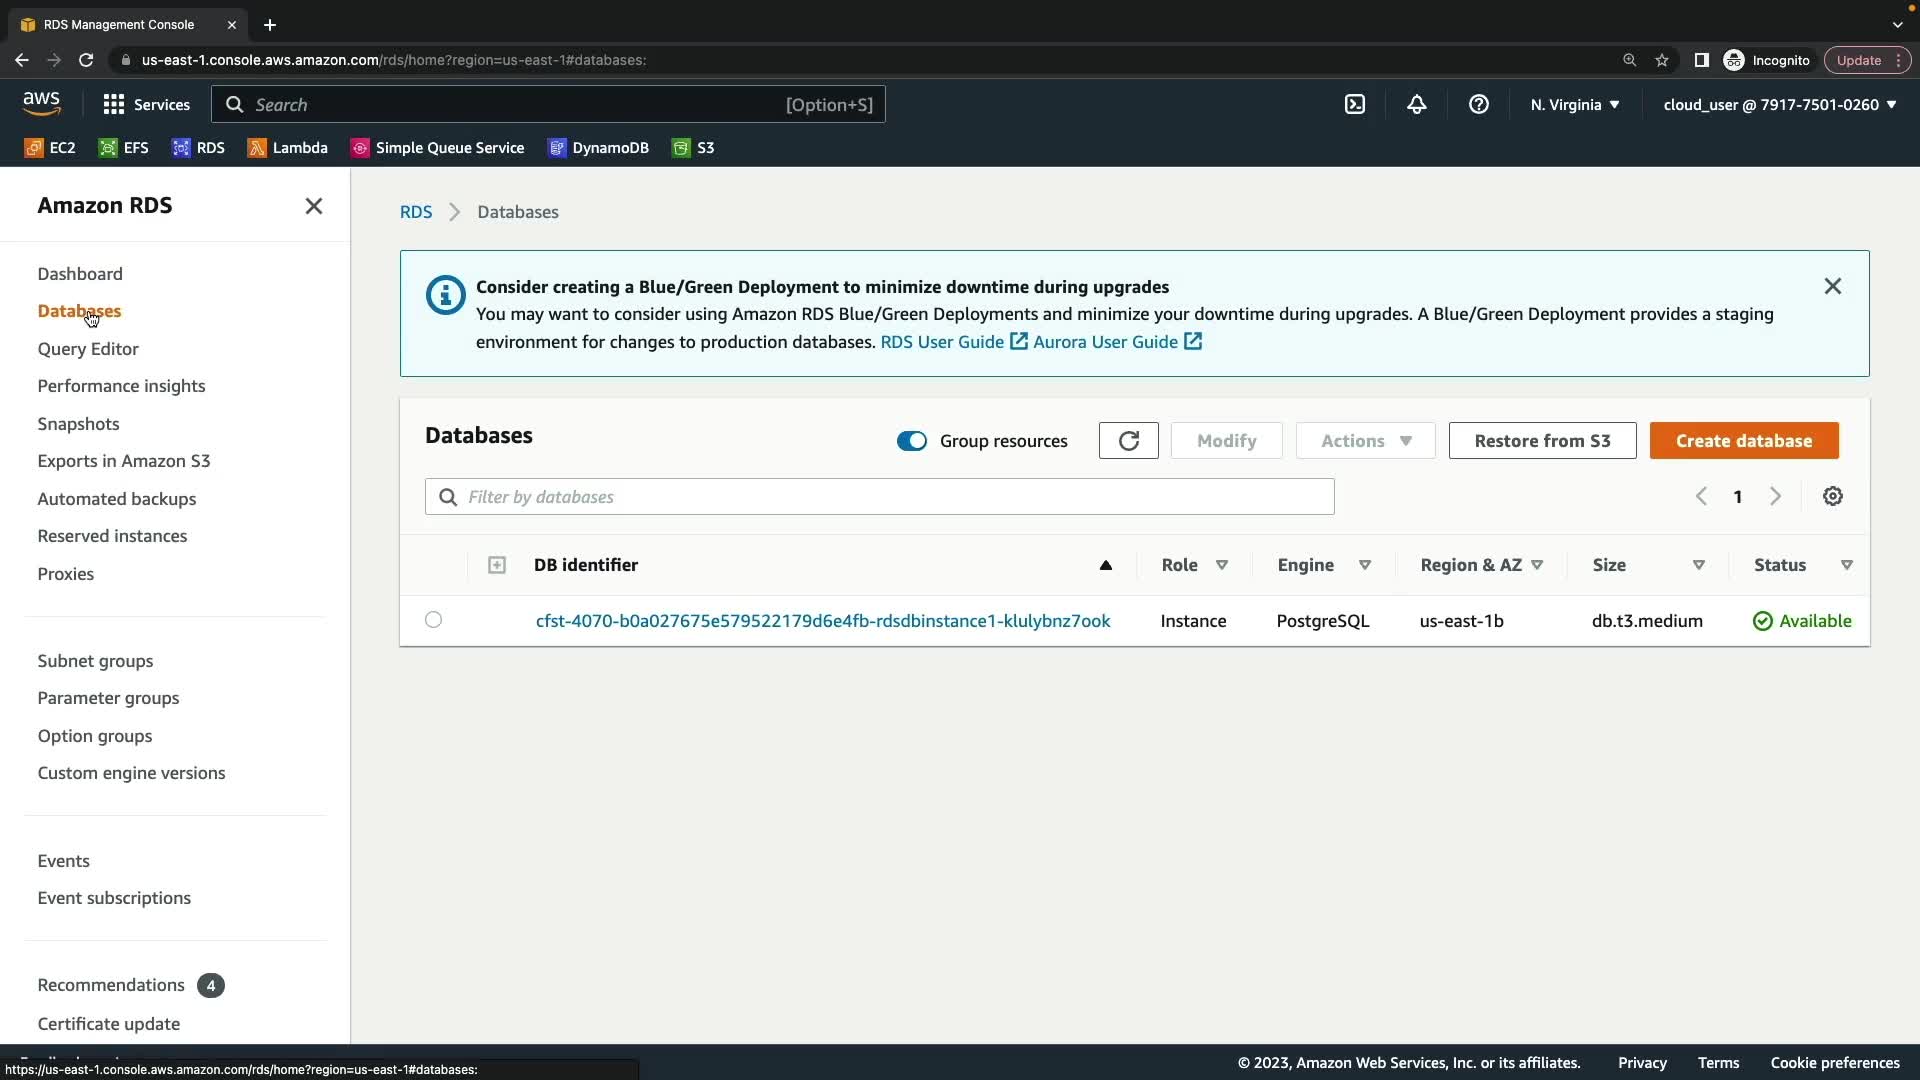 RDS Management Console
us-east-1.console.aws.amazon.com/rds/home?region=us-east-1#databases:
Incognito
Update
aws
Services
Search
[Option+S]
N. Virginia
cloud_user @ 7917-7501-0260
EC2
EFS
RDS
Lambda
Simple Queue Service
DynamoDB
S3
Amazon RDS
Dashboard
Databases
Query Editor
Performance insights
Snapshots
Exports in Amazon S3
Automated backups
Reserved instances
Proxies
Subnet groups
Parameter groups
Option groups
Custom engine versions
Events
Event subscriptions
Recommendations 4
Certificate update
RDS
Databases
Consider creating a Blue/Green Deployment to minimize downtime during upgrades
You may want to consider using Amazon RDS Blue/Green Deployments and minimize your downtime during upgrades. A Blue/Green Deployment provides a staging
environment for changes to production databases. RDS User Guide Aurora User Guide
Databases
Group resources
Modify
Actions
Restore from S3
Create database
Filter by databases
1
DB identifier
Role
Engine
Region & AZ
Size
Status
cfst-4070-b0a027675e579522179d6e4fb-rdsdbinstance1-klulybnz7ook
Instance
PostgreSQL
us-east-1b
db.t3.medium
Available
https://us-east-1.console.aws.amazon.com/rds/home?region=us-east-1#databases:
© 2023, Amazon Web Services, Inc. or its affiliates.
Privacy
Terms
Cookie preferences